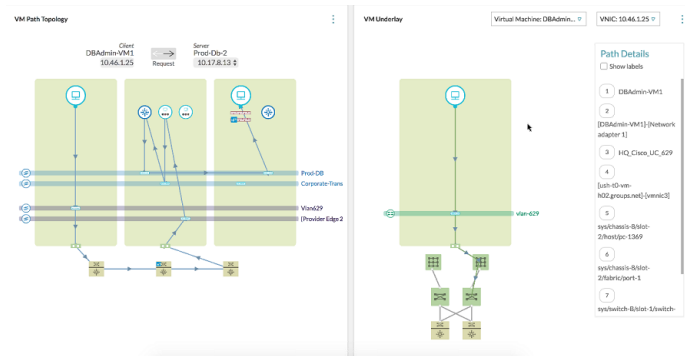 VM Path Topology
Client
DBAdmin-VM1
10.46.1.25
Request
Server
Prod-Db-2
10.17.8.13
Prod-DB
Corporate-Trans
Vlan629
[Provider Edge 2
VM Underlay
Virtual Machine: DBAdmin...
VNIC: 10.46.1.25
vlan-629
Path Details
Show labels
1 DBAdmin-VM1
2
[DBAdmin-VM1]-[Network
adapter 1]
3 HQ_Cisco_UC_629
4
[ush-t0-vm-
h02.groups.net]-[vmnic3]
5
sys/chassis-8/slot-
2/host/pc-1369
6
sys/chassis-8/slot-
2/fabric/port-1
7
sys/switch-B/slot-1/switch-